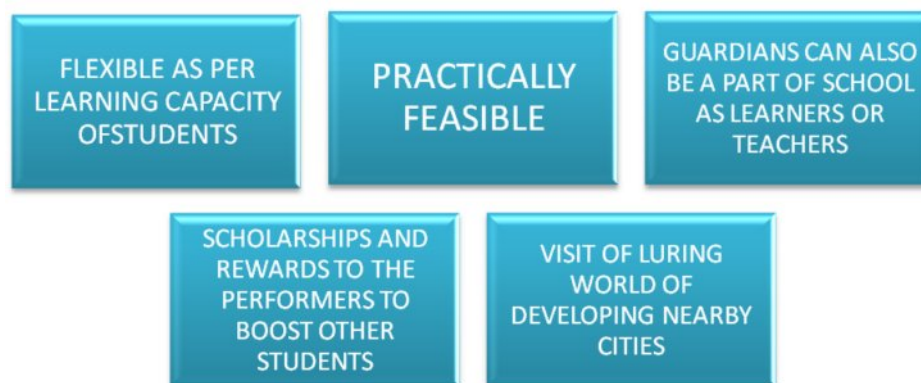 FLEXIBLE AS PER
LEARNING CAPACITY
OFSTUDENTS
PRACTICALLY
FEASIBLE
GUARDIANS CAN ALSO
BE A PART OF SCHOOL
AS LEARNERS OR
TEACHERS
SCHOLARSHIPS AND
REWARDS TO THE
PERFORMERS TO
BOOST OTHER
STUDENTS
VISIT OF LURING
WORLD OF
DEVELOPING NEARBY
CITIES